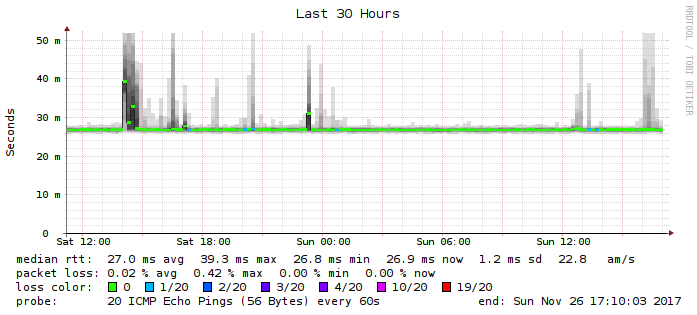 Last 30 Hours
RRDTOOL / TOBI OETIKER
Seconds
50 m
40 m
30 m
20 m
10 m
0
Sat 12:00 Sat 18:00 Sun 00:00 Sun 06:00 Sun 12:00
median rtt: 27.0 ms avg 39.3 ms max 26.8 ms min 26.9 ms now 1.2 ms sd 22.8 am/s
packet loss: 0.02 % avg 0.42 % max 0.00 % min 0.00 % now
loss color: 0 1/20 2/20 3/20 4/20 10/20 19/20
probe: 20 ICMP Echo Pings (56 Bytes) every 60s end: Sun Nov 26 17:10:03 2017